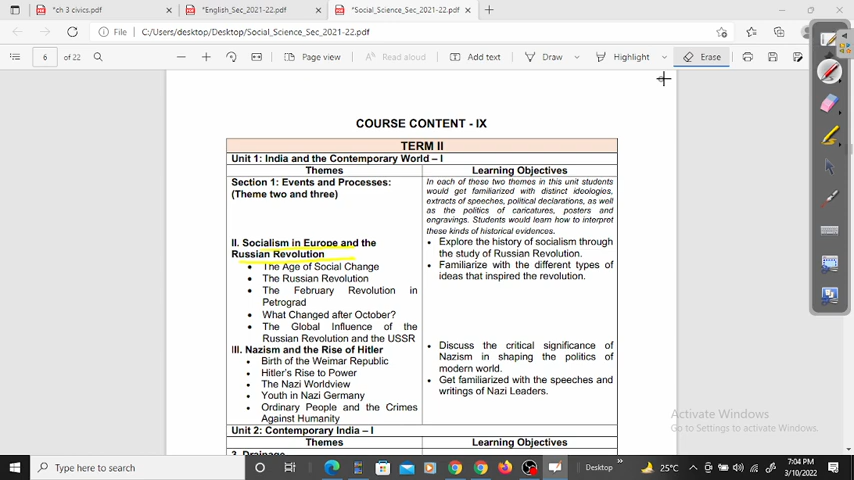 *ch 3 civics.pdf
*English_Sec_2021-22.pdf
*Social_Science_Sec_2021-22.pdf
File
C:/Users/desktop/Desktop/Social_Science_Sec_2021-22.pdf
6 of 22
Page view
Read aloud
Add text
Draw
Highlight
Erase
COURSE CONTENT - IX
TERM II
Unit 1: India and the Contemporary World – I
Themes
Learning Objectives
Section 1: Events and Processes:
(Theme two and three)
In each of these two themes in this unit students
would get familiarized with distinct ideologies,
extracts of speeches, political declarations, as well
as the politics of caricatures, posters and
engravings. Students would learn how to interpret
these kinds of historical evidences.
II. Socialism in Europe and the
Russian Revolution
• The Age of Social Change
• The Russian Revolution
• The February Revolution in
Petrograd
• What Changed after October?
• The Global Influence of the
Russian Revolution and the USSR
• Explore the history of socialism through
the study of Russian Revolution.
• Familiarize with the different types of
ideas that inspired the revolution.
III. Nazism and the Rise of Hitler
• Birth of the Weimar Republic
• Hitler's Rise to Power
• The Nazi Worldview
• Youth in Nazi Germany
• Ordinary People and the Crimes
Against Humanity
• Discuss the critical significance of
Nazism in shaping the politics of
modern world.
• Get familiarized with the speeches and
writings of Nazi Leaders.
Unit 2: Contemporary India – I
Themes
Learning Objectives
3. Drainage
Activate Windows
Go to Settings to activate Windows.
Type here to search
Desktop
25°C
7:04 PM
3/10/2022